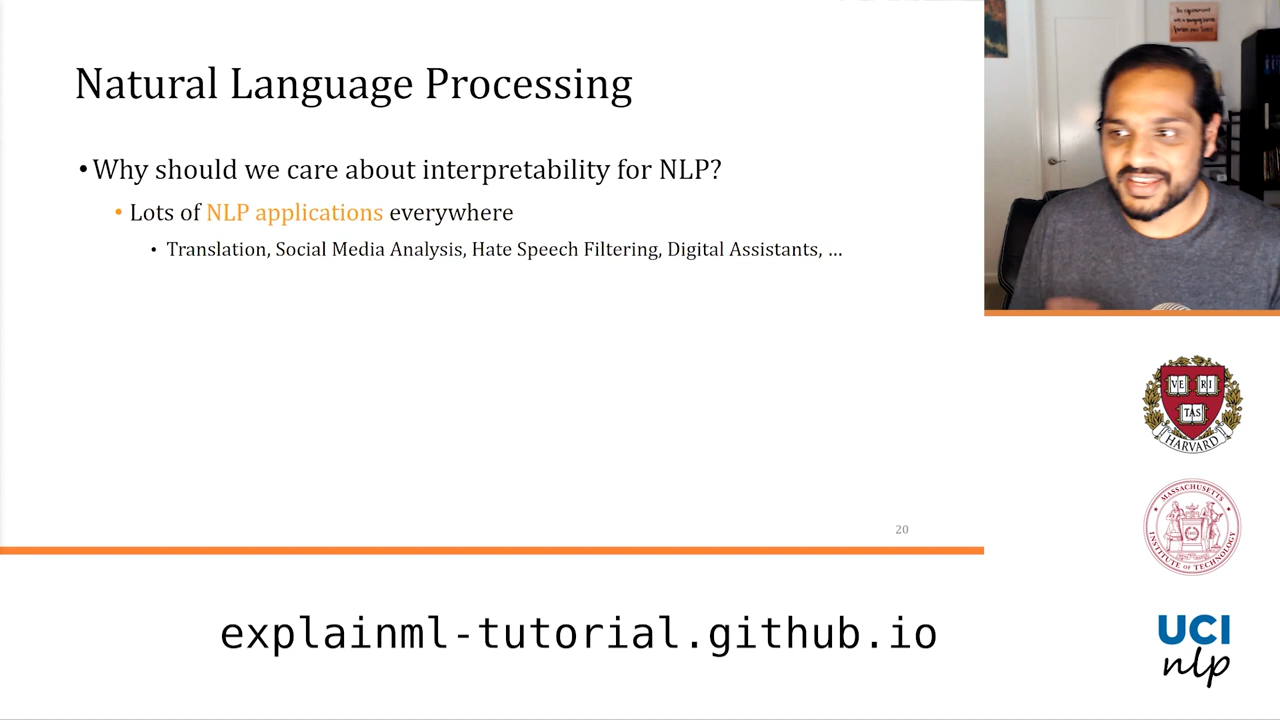 Natural Language Processing
•Why should we care about interpretability for NLP?
• Lots of NLP applications everywhere
• Translation, Social Media Analysis, Hate Speech Filtering, Digital Assistants, ...
VE RI
TAS
HARVARD
MASSACHUSETTS
INSTITUTE OF TECHNOLOGY
20
explainml-tutorial.github.io
UCI
nlp